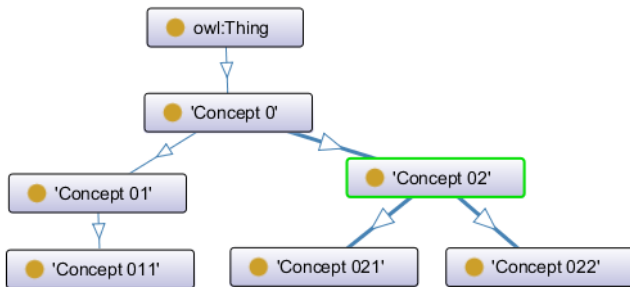 owl:Thing
'Concept 0'
'Concept 01'
'Concept 02'
'Concept 011'
'Concept 021'
'Concept 022'